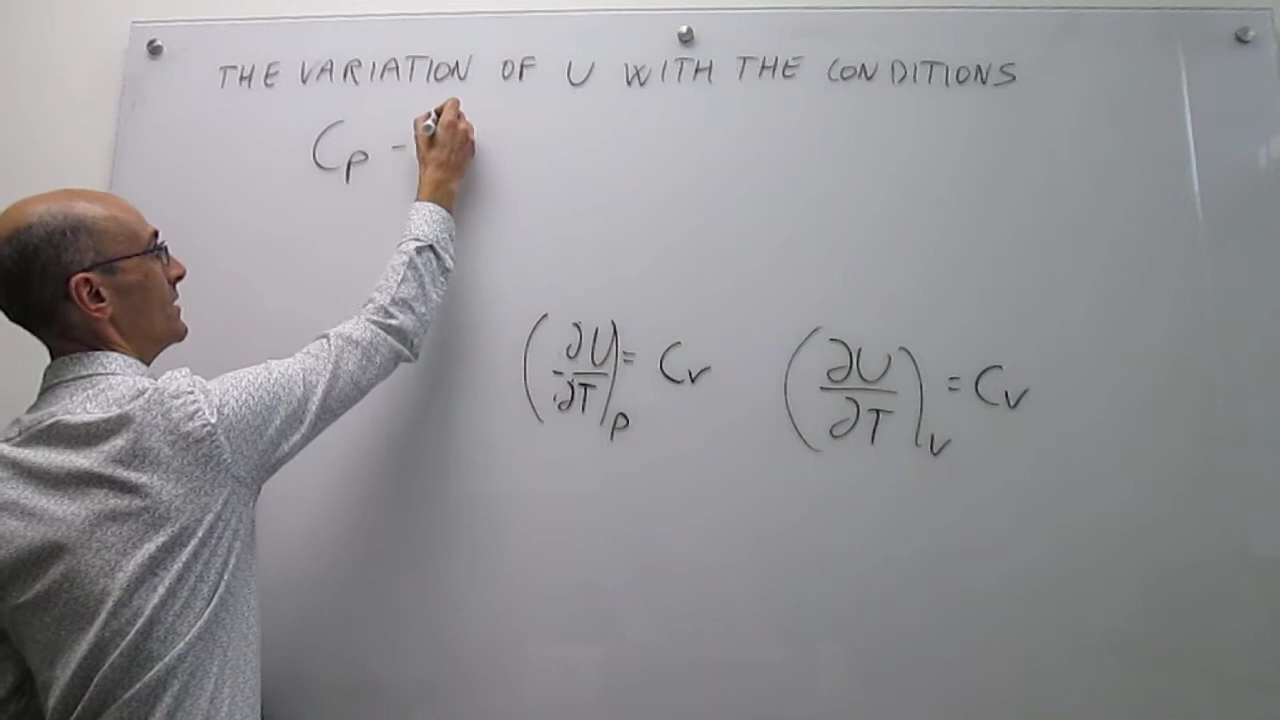 THE VARIATION OF U WITH THE CONDITIONS
Cp -
(∂U/∂T)p = Cv (∂U/∂T)v = Cv